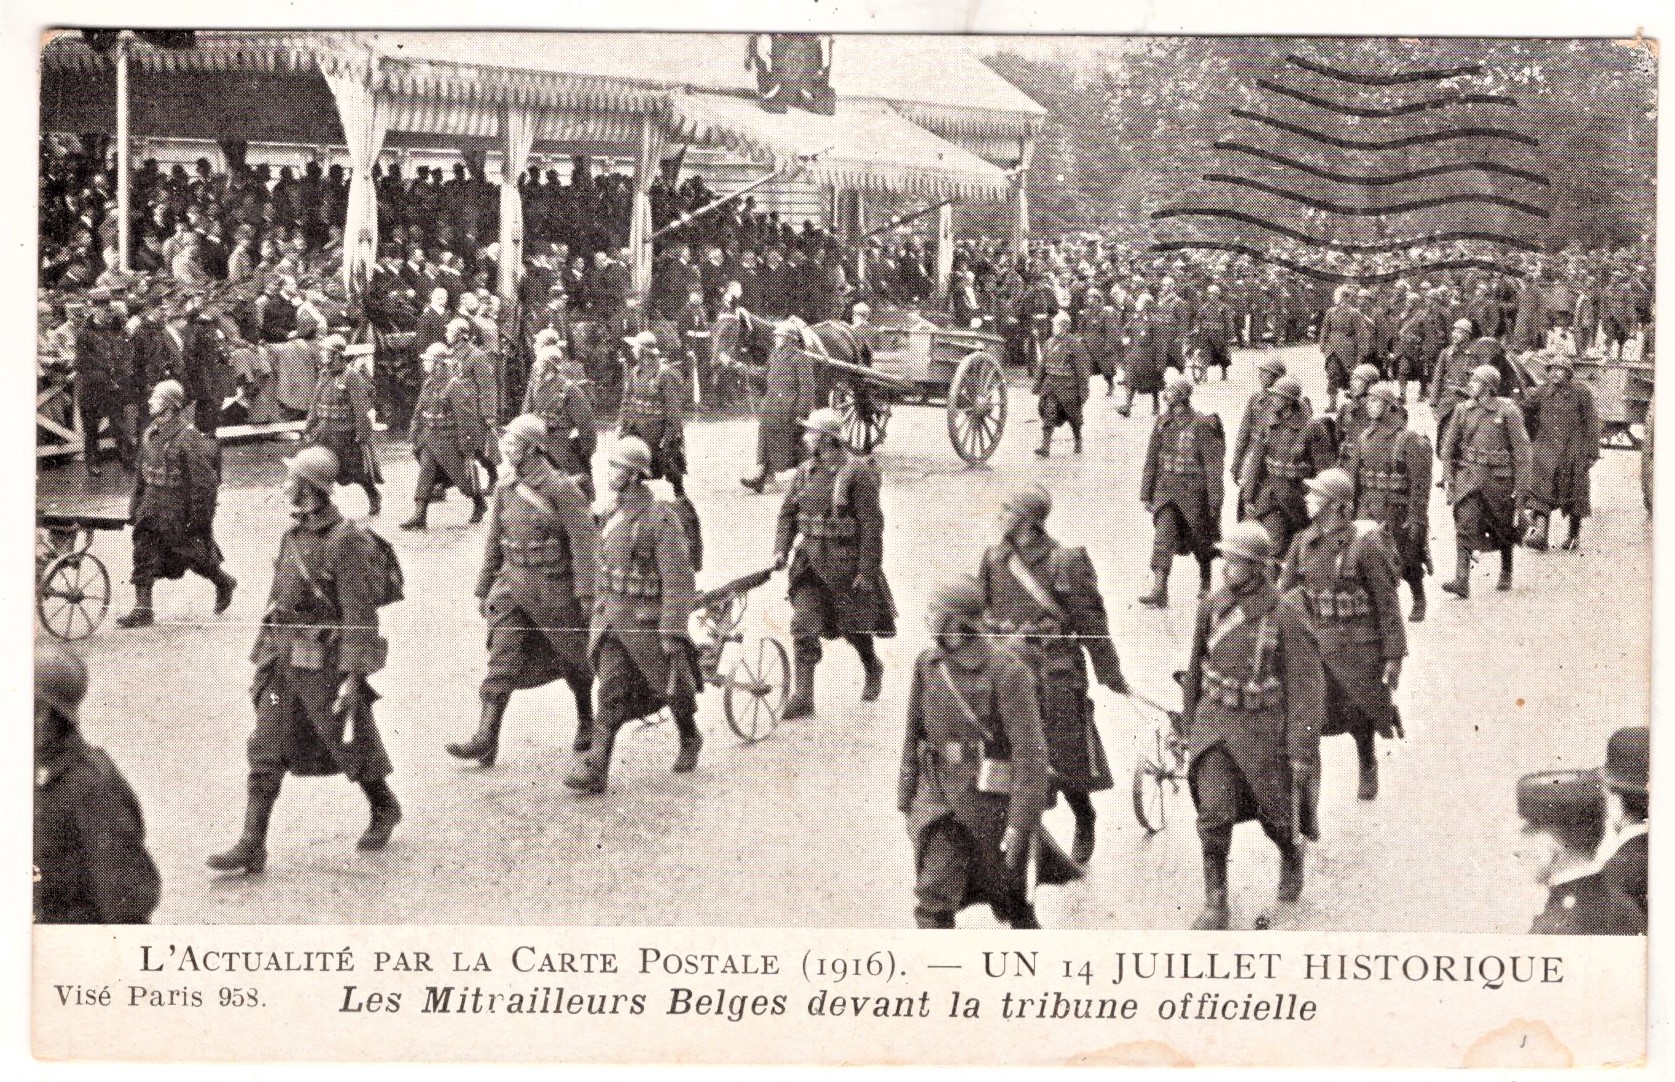 L'ACTUALITÉ PAR LA CARTE POSTALE (1916). — UN 14 JUILLET HISTORIQUE
Visé Paris 958. Les Mitrailleurs Belges devant la tribune officielle